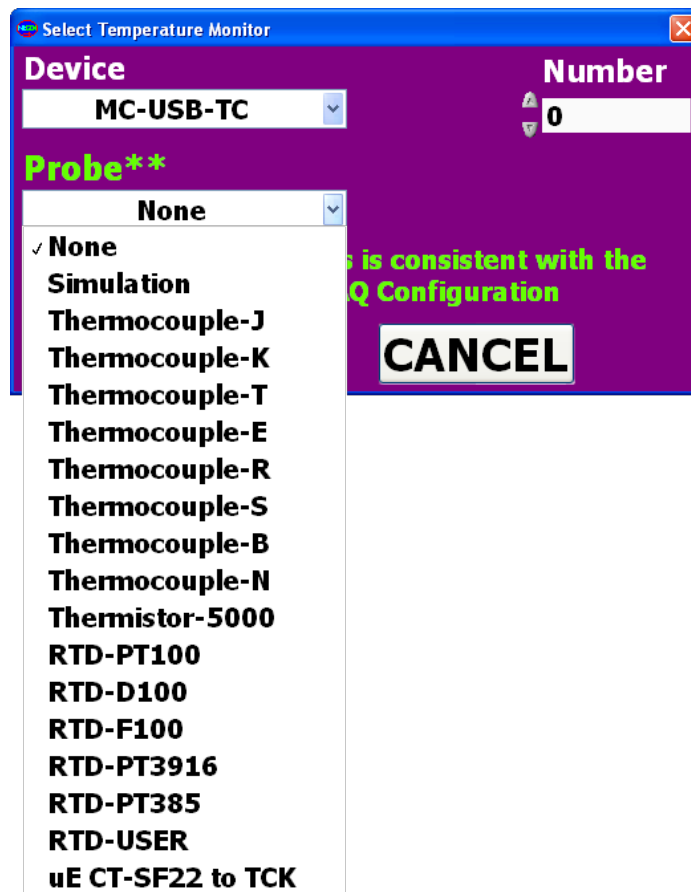 Select Temperature Monitor
Device
Number
MC-USB-TC
0
Probe**
None
None
is consistent with the
Configuration
CANCEL
Simulation
Thermocouple-J
Thermocouple-K
Thermocouple-T
Thermocouple-E
Thermocouple-R
Thermocouple-S
Thermocouple-B
Thermocouple-N
Thermistor-5000
RTD-PT100
RTD-D100
RTD-F100
RTD-PT3916
RTD-PT385
RTD-USER
uE CT-SF22 to TCK